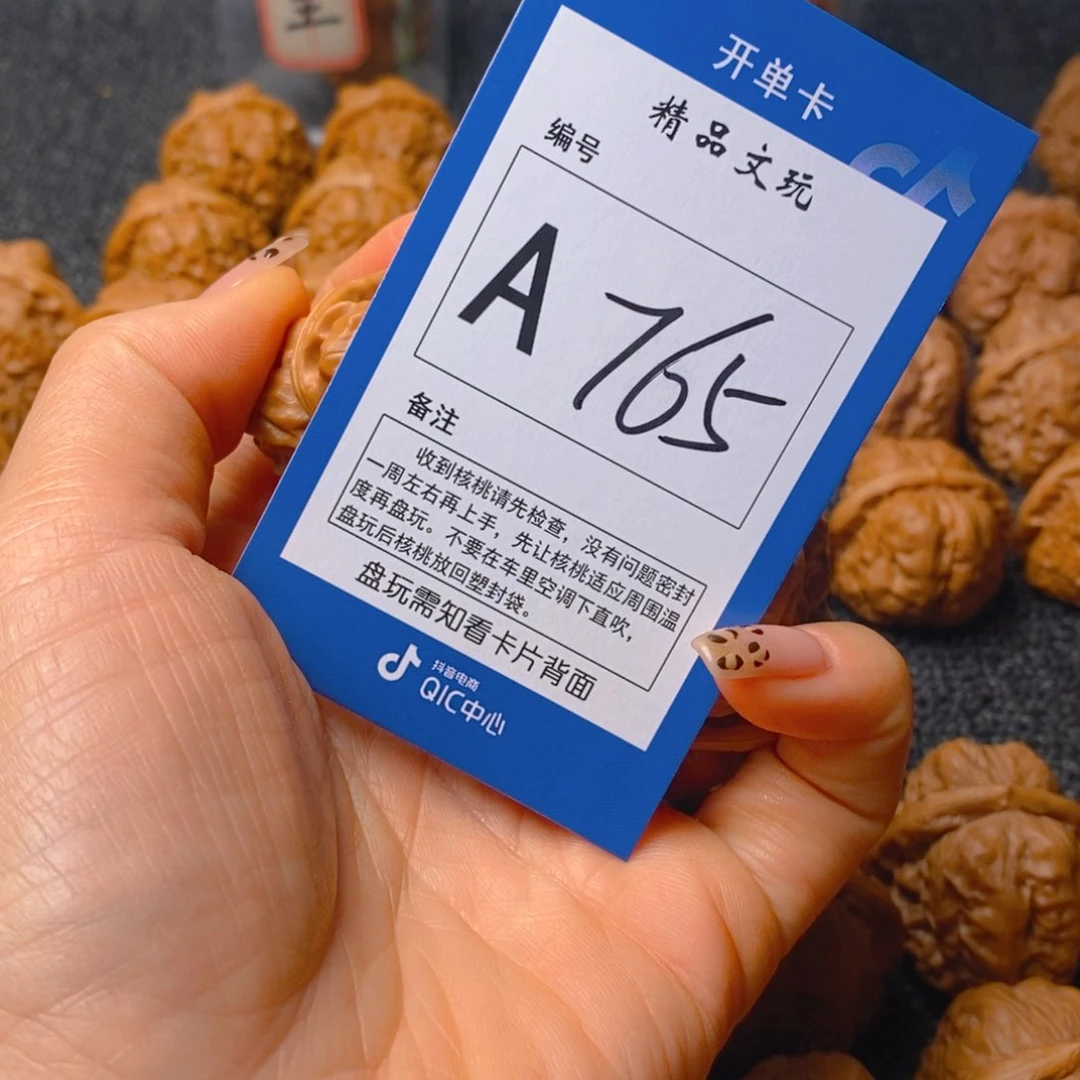 开单卡
精品文玩
编号
A 765
备注
收到核桃请先检查，没有问题密封
一周左右再上手，先让核桃适应周围温
度再盘玩。不要在车里空调下直吹，
盘玩后核桃放回塑封袋。
盘玩需知看卡片背面
抖音电商
QIC中心